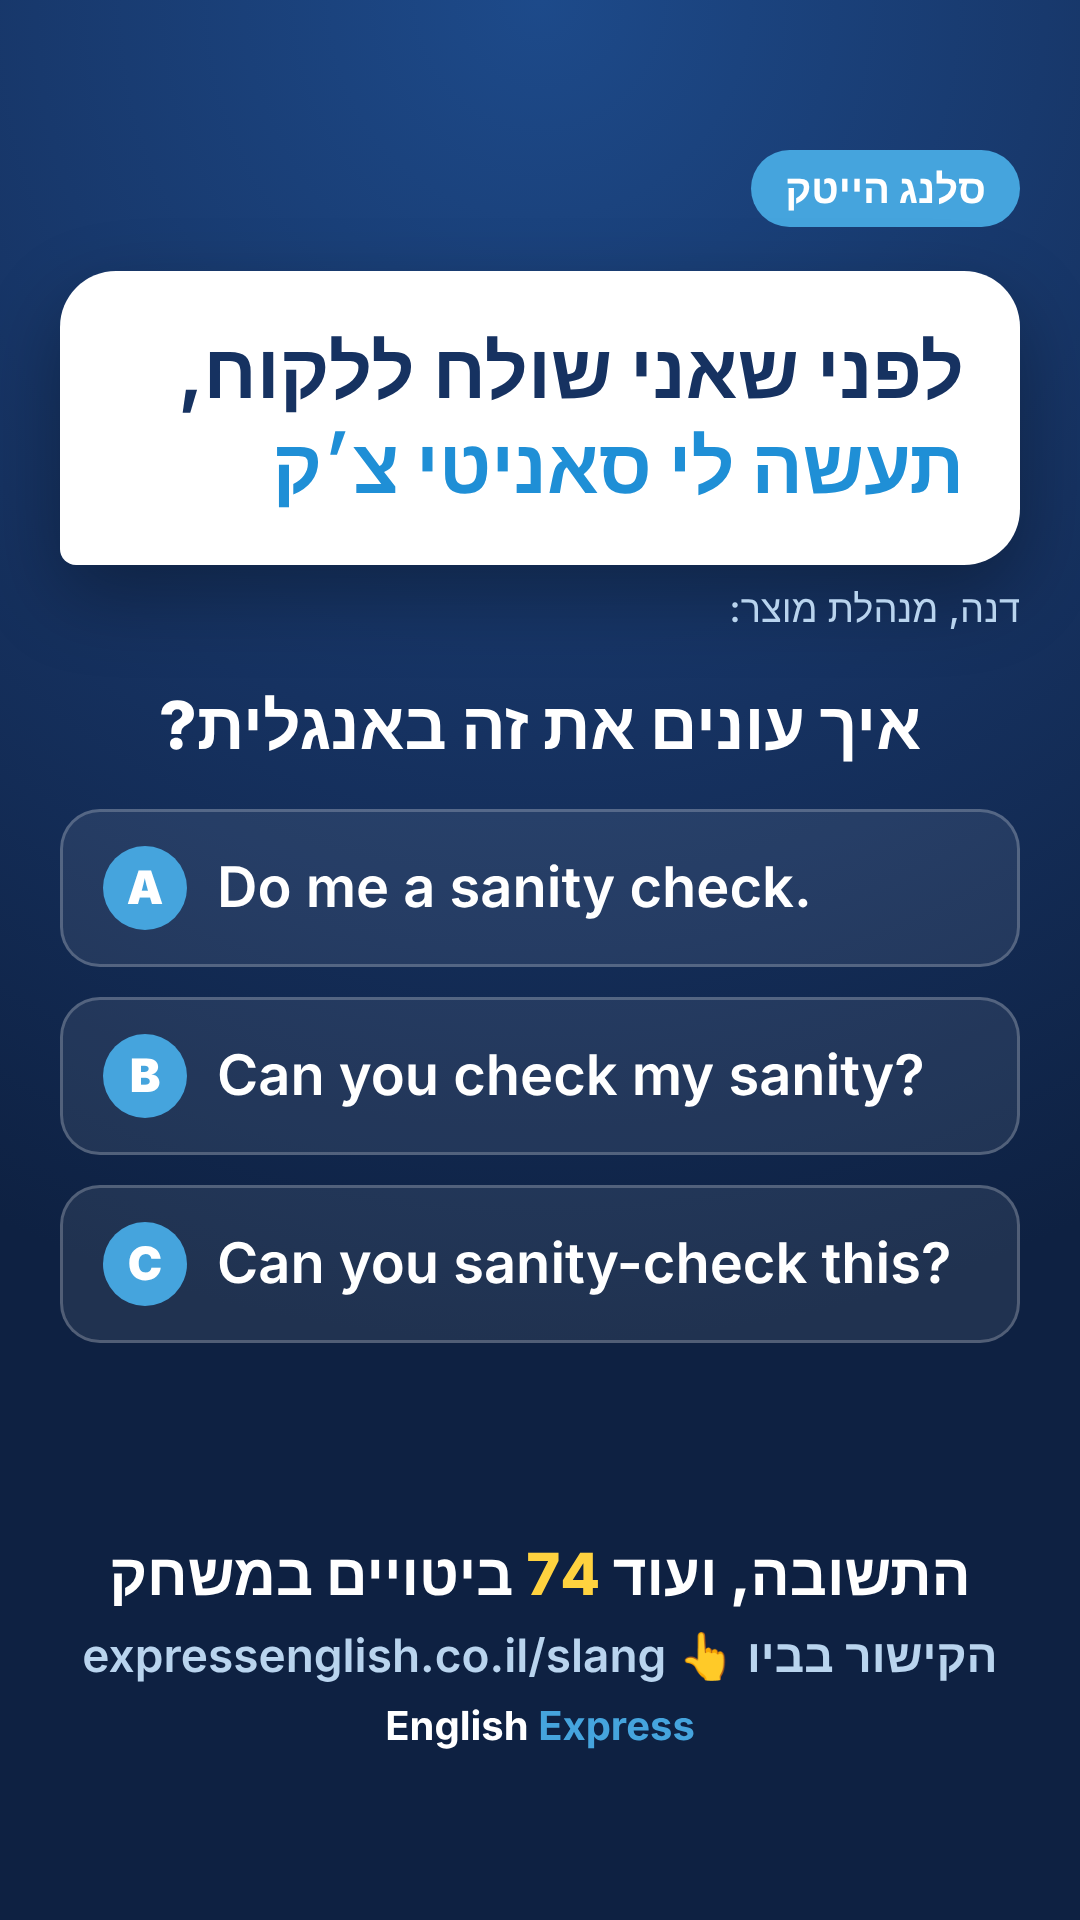 סלנג הייטק
לפני שאני שולח ללקוח,
תעשה לי סאניטי צ׳ק
דנה, מנהלת מוצר:
איך עונים את זה באנגלית?
A Do me a sanity check.
B Can you check my sanity?
C Can you sanity-check this?
התשובה, ועוד 74 ביטויים במשחק
הקישור בביו 👆 expressenglish.co.il/slang
English Express